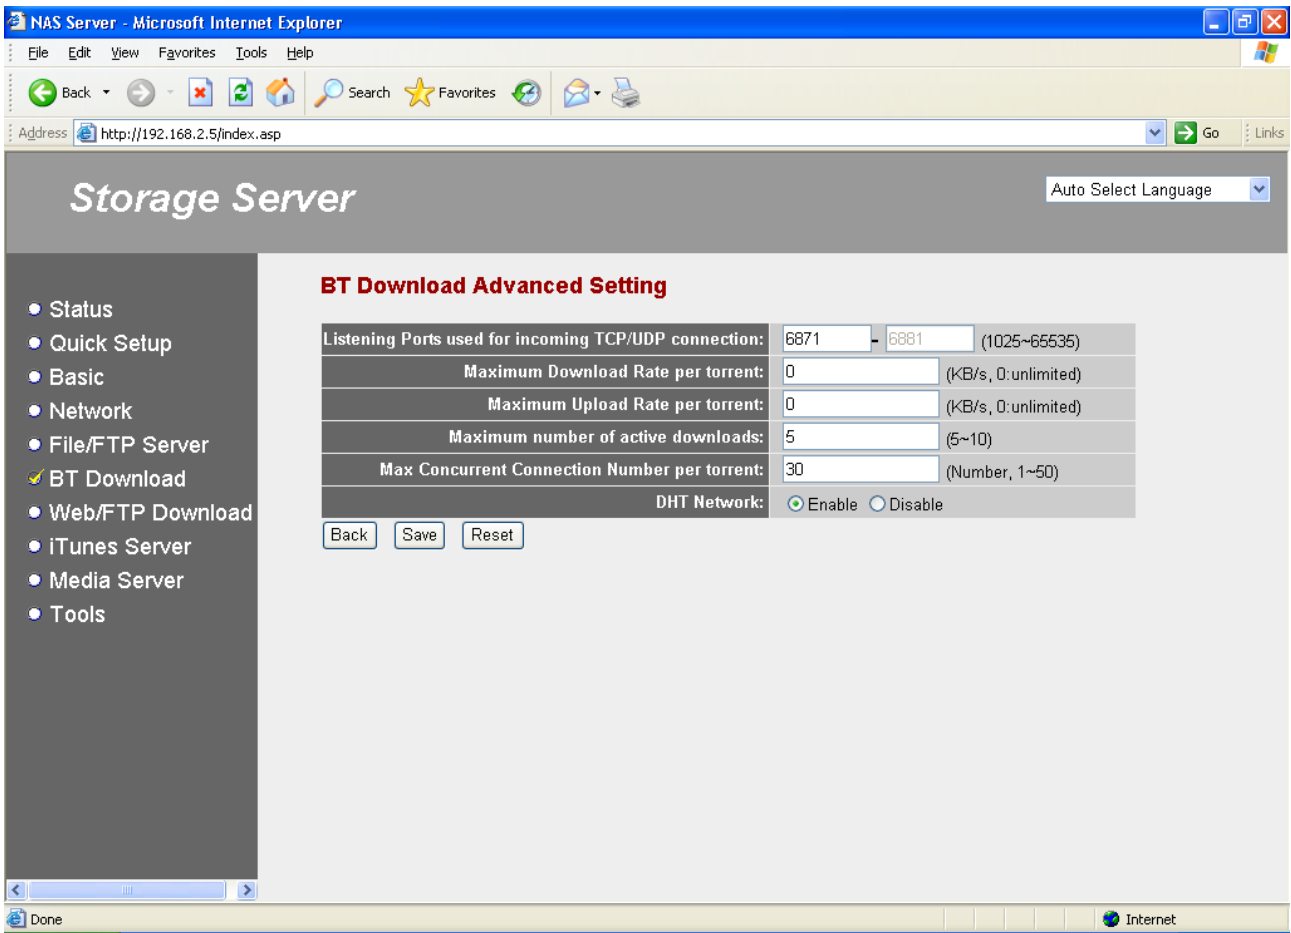 NAS Server - Microsoft Internet Explorer
File Edit View Favorites Tools Help
Back Search Favorites
Address http://192.168.2.5/index.asp Go Links
Storage Server
Auto Select Language
BT Download Advanced Setting
Status
Quick Setup
Basic
Network
File/FTP Server
BT Download
Web/FTP Download
iTunes Server
Media Server
Tools
Listening Ports used for incoming TCP/UDP connection: 6871 - 6881 (1025~65535)
Maximum Download Rate per torrent: 0 (KB/s, 0:unlimited)
Maximum Upload Rate per torrent: 0 (KB/s, 0:unlimited)
Maximum number of active downloads: 5 (5~10)
Max Concurrent Connection Number per torrent: 30 (Number, 1~50)
DHT Network: Enable Disable
Back Save Reset
Done Internet